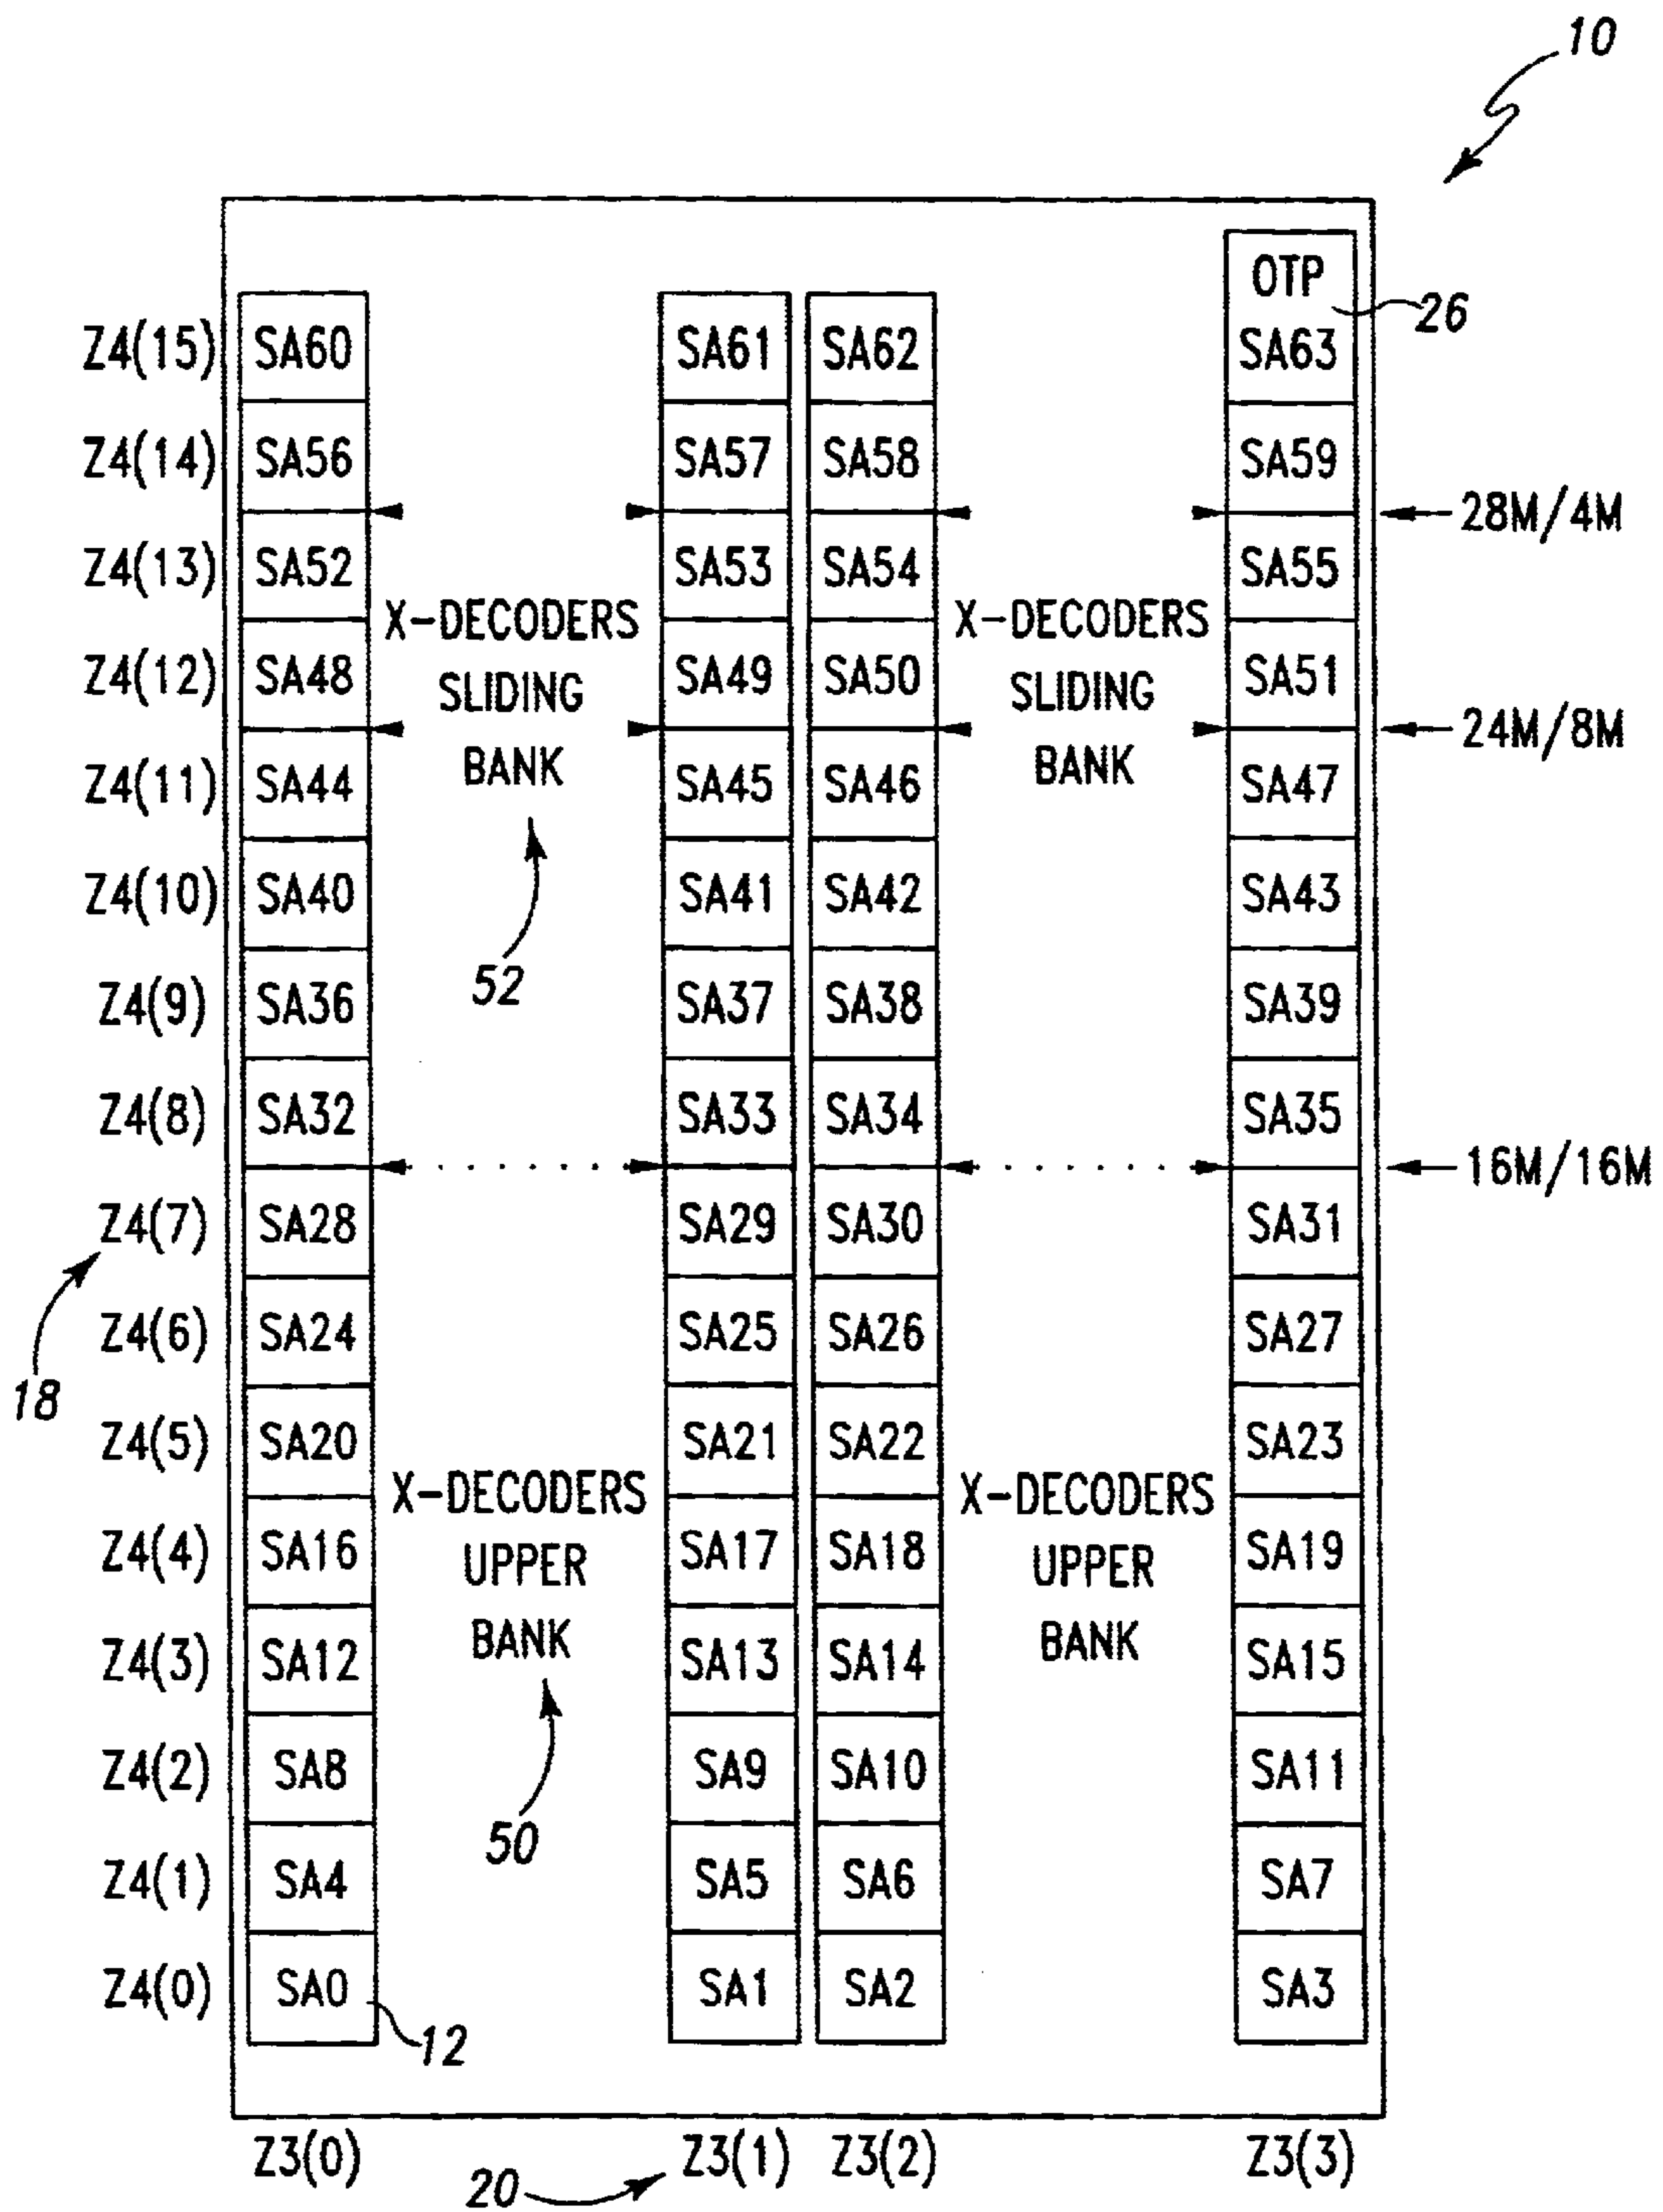 10
OTP
26
Z4(15) SA60 SA61 SA62 SA63
Z4(14) SA56 SA57 SA58 SA59
28M/4M
Z4(13) SA52 SA53 SA54 SA55
X-DECODERS X-DECODERS
Z4(12) SA48 SLIDING SA49 SA50 SLIDING SA51
24M/8M
BANK BANK
Z4(11) SA44 SA45 SA46 SA47
Z4(10) SA40 SA41 SA42 SA43
52
Z4(9) SA36 SA37 SA38 SA39
Z4(8) SA32 SA33 SA34 SA35
16M/16M
Z4(7) SA28 SA29 SA30 SA31
Z4(6) SA24 SA25 SA26 SA27
18
Z4(5) SA20 SA21 SA22 SA23
X-DECODERS X-DECODERS
Z4(4) SA16 UPPER SA17 SA18 UPPER SA19
BANK BANK
Z4(3) SA12 SA13 SA14 SA15
Z4(2) SA8 SA9 SA10 SA11
50
Z4(1) SA4 SA5 SA6 SA7
Z4(0) SA0 SA1 SA2 SA3
12
Z3(0) Z3(1) Z3(2) Z3(3)
20